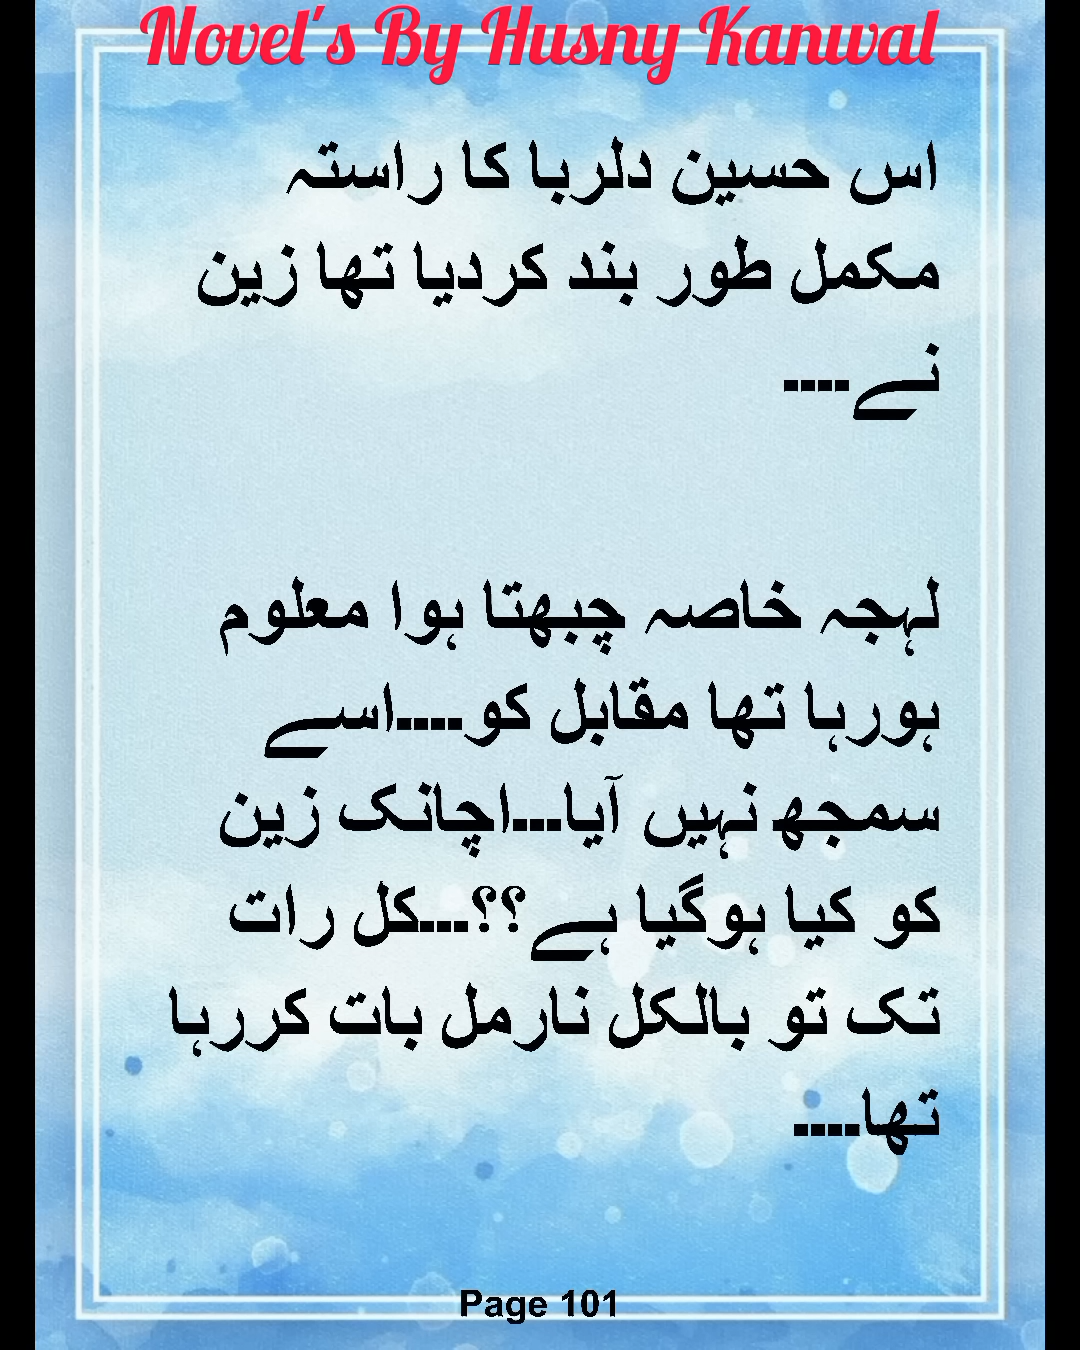 Novel's By Husny Kanwal
اس حسین دلربا کا راستہ
مکمل طور بند کردیا تھا زین
نے....
لہجہ خاصہ چبھتا ہوا معلوم
ہورہا تھا مقابل کو....اسے
سمجھ نہیں آیا...اچانک زین
کو کیا ہوگیا ہے؟؟...کل رات
تک تو بالکل نارمل بات کررہا
تھا....
Page 101